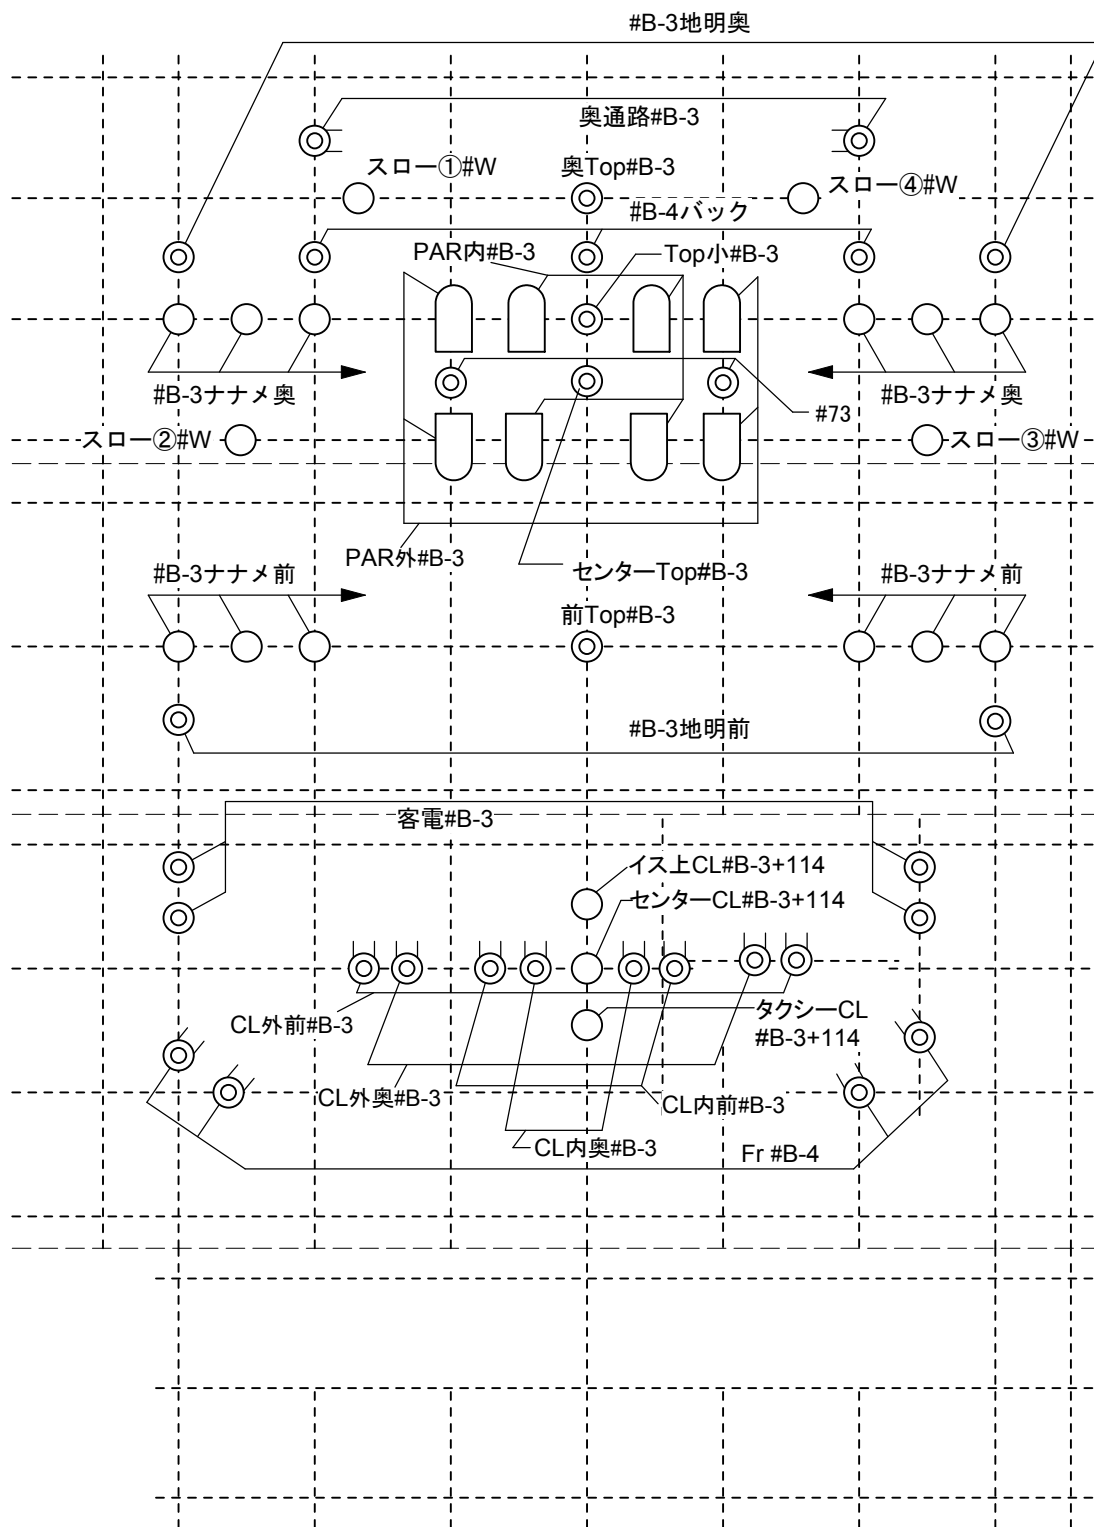 #B-3地明奥
奥通路#B-3
スロー①#W
奥Top#B-3
スロー④#W
#B-4バック
PAR内#B-3
Top小#B-3
#B-3ナナメ奥
#B-3ナナメ奥
#73
スロー②#W
スロー③#W
PAR外#B-3
センターTop#B-3
#B-3ナナメ前
#B-3ナナメ前
前Top#B-3
#B-3地明前
客電#B-3
イス上CL#B-3+114
センターCL#B-3+114
CL外前#B-3
タクシーCL
#B-3+114
CL外奥#B-3
CL内前#B-3
CL内奥#B-3
Fr #B-4